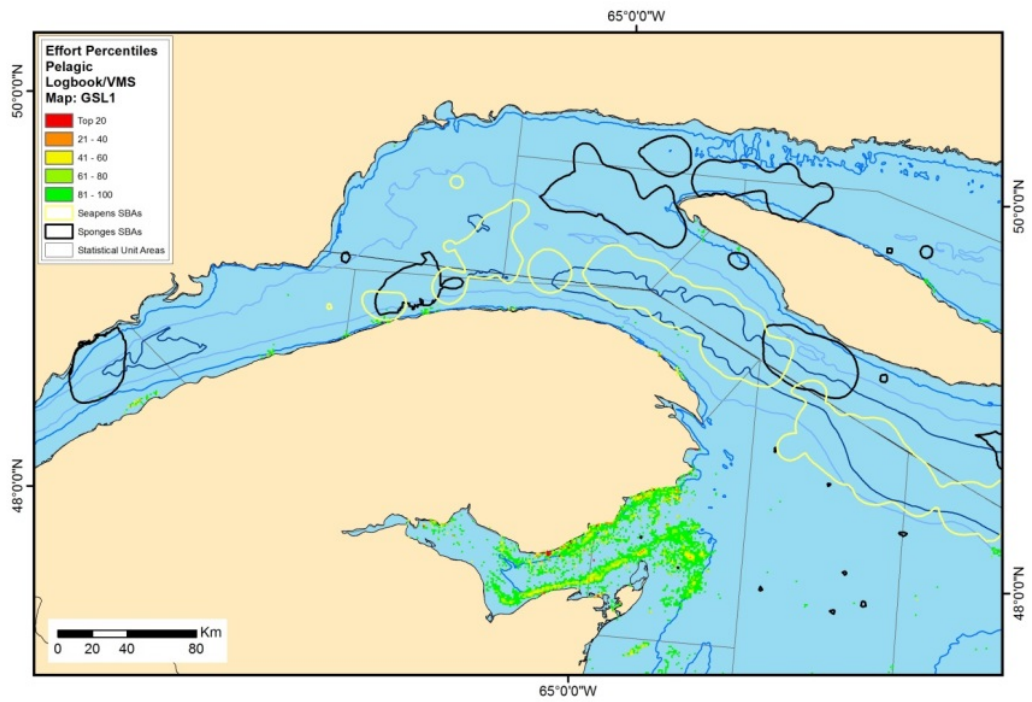 65°0'0"W
Effort Percentiles
Pelagic
Logbook/VMS
Map: GSL1
Top 20
21 - 40
41 - 60
61 - 80
81 - 100
Seapens SBAs
Sponges SBAs
Statistical Unit Areas
50°0'0"N
50°0'0"N
48°0'0"N
48°0'0"N
Km
0 20 40 80
65°0'0"W